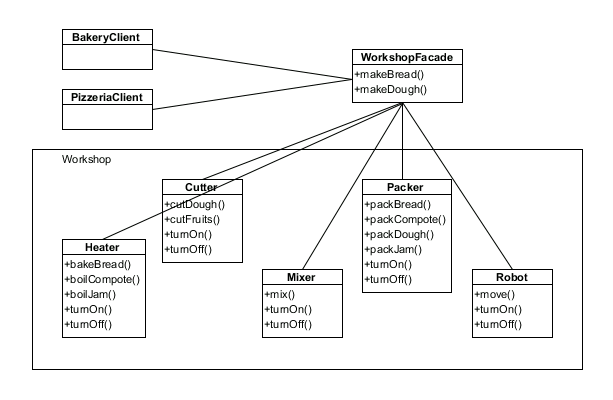 BakeryClient
WorkshopFacade
+makeBread()
+makeDough()
PizzeriaClient
Workshop
Cutter
+cutDough()
+cutFruits()
+turnOn()
+turnOff()
Packer
+packBread()
+packCompote()
+packDough()
+packJam()
+turnOn()
+turnOff()
Heater
+bakeBread()
+boilCompote()
+boilJam()
+turnOn()
+turnOff()
Mixer
+mix()
+turnOn()
+turnOff()
Robot
+move()
+turnOn()
+turnOff()